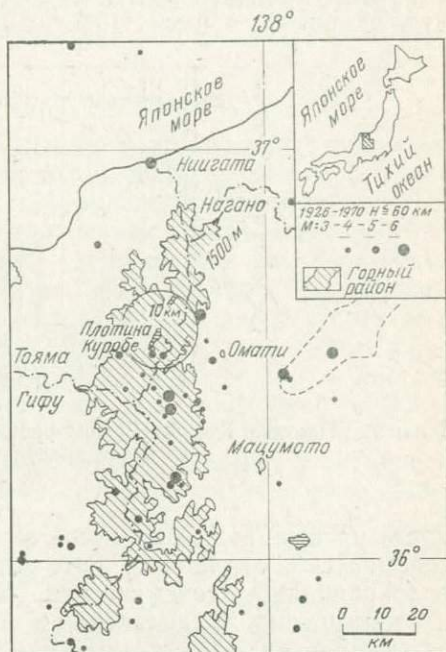 138°
Японское
море
37°
Ниигата
Нагано
1500 м
10 км
Плотина
Куробе
Тояма
Гифу
Омати
Мацумото
36°
0 10 20
км
Японское
море
Тихий
океан
1926–1970 H≦60 км
М:3–4–5–6
Горный
район